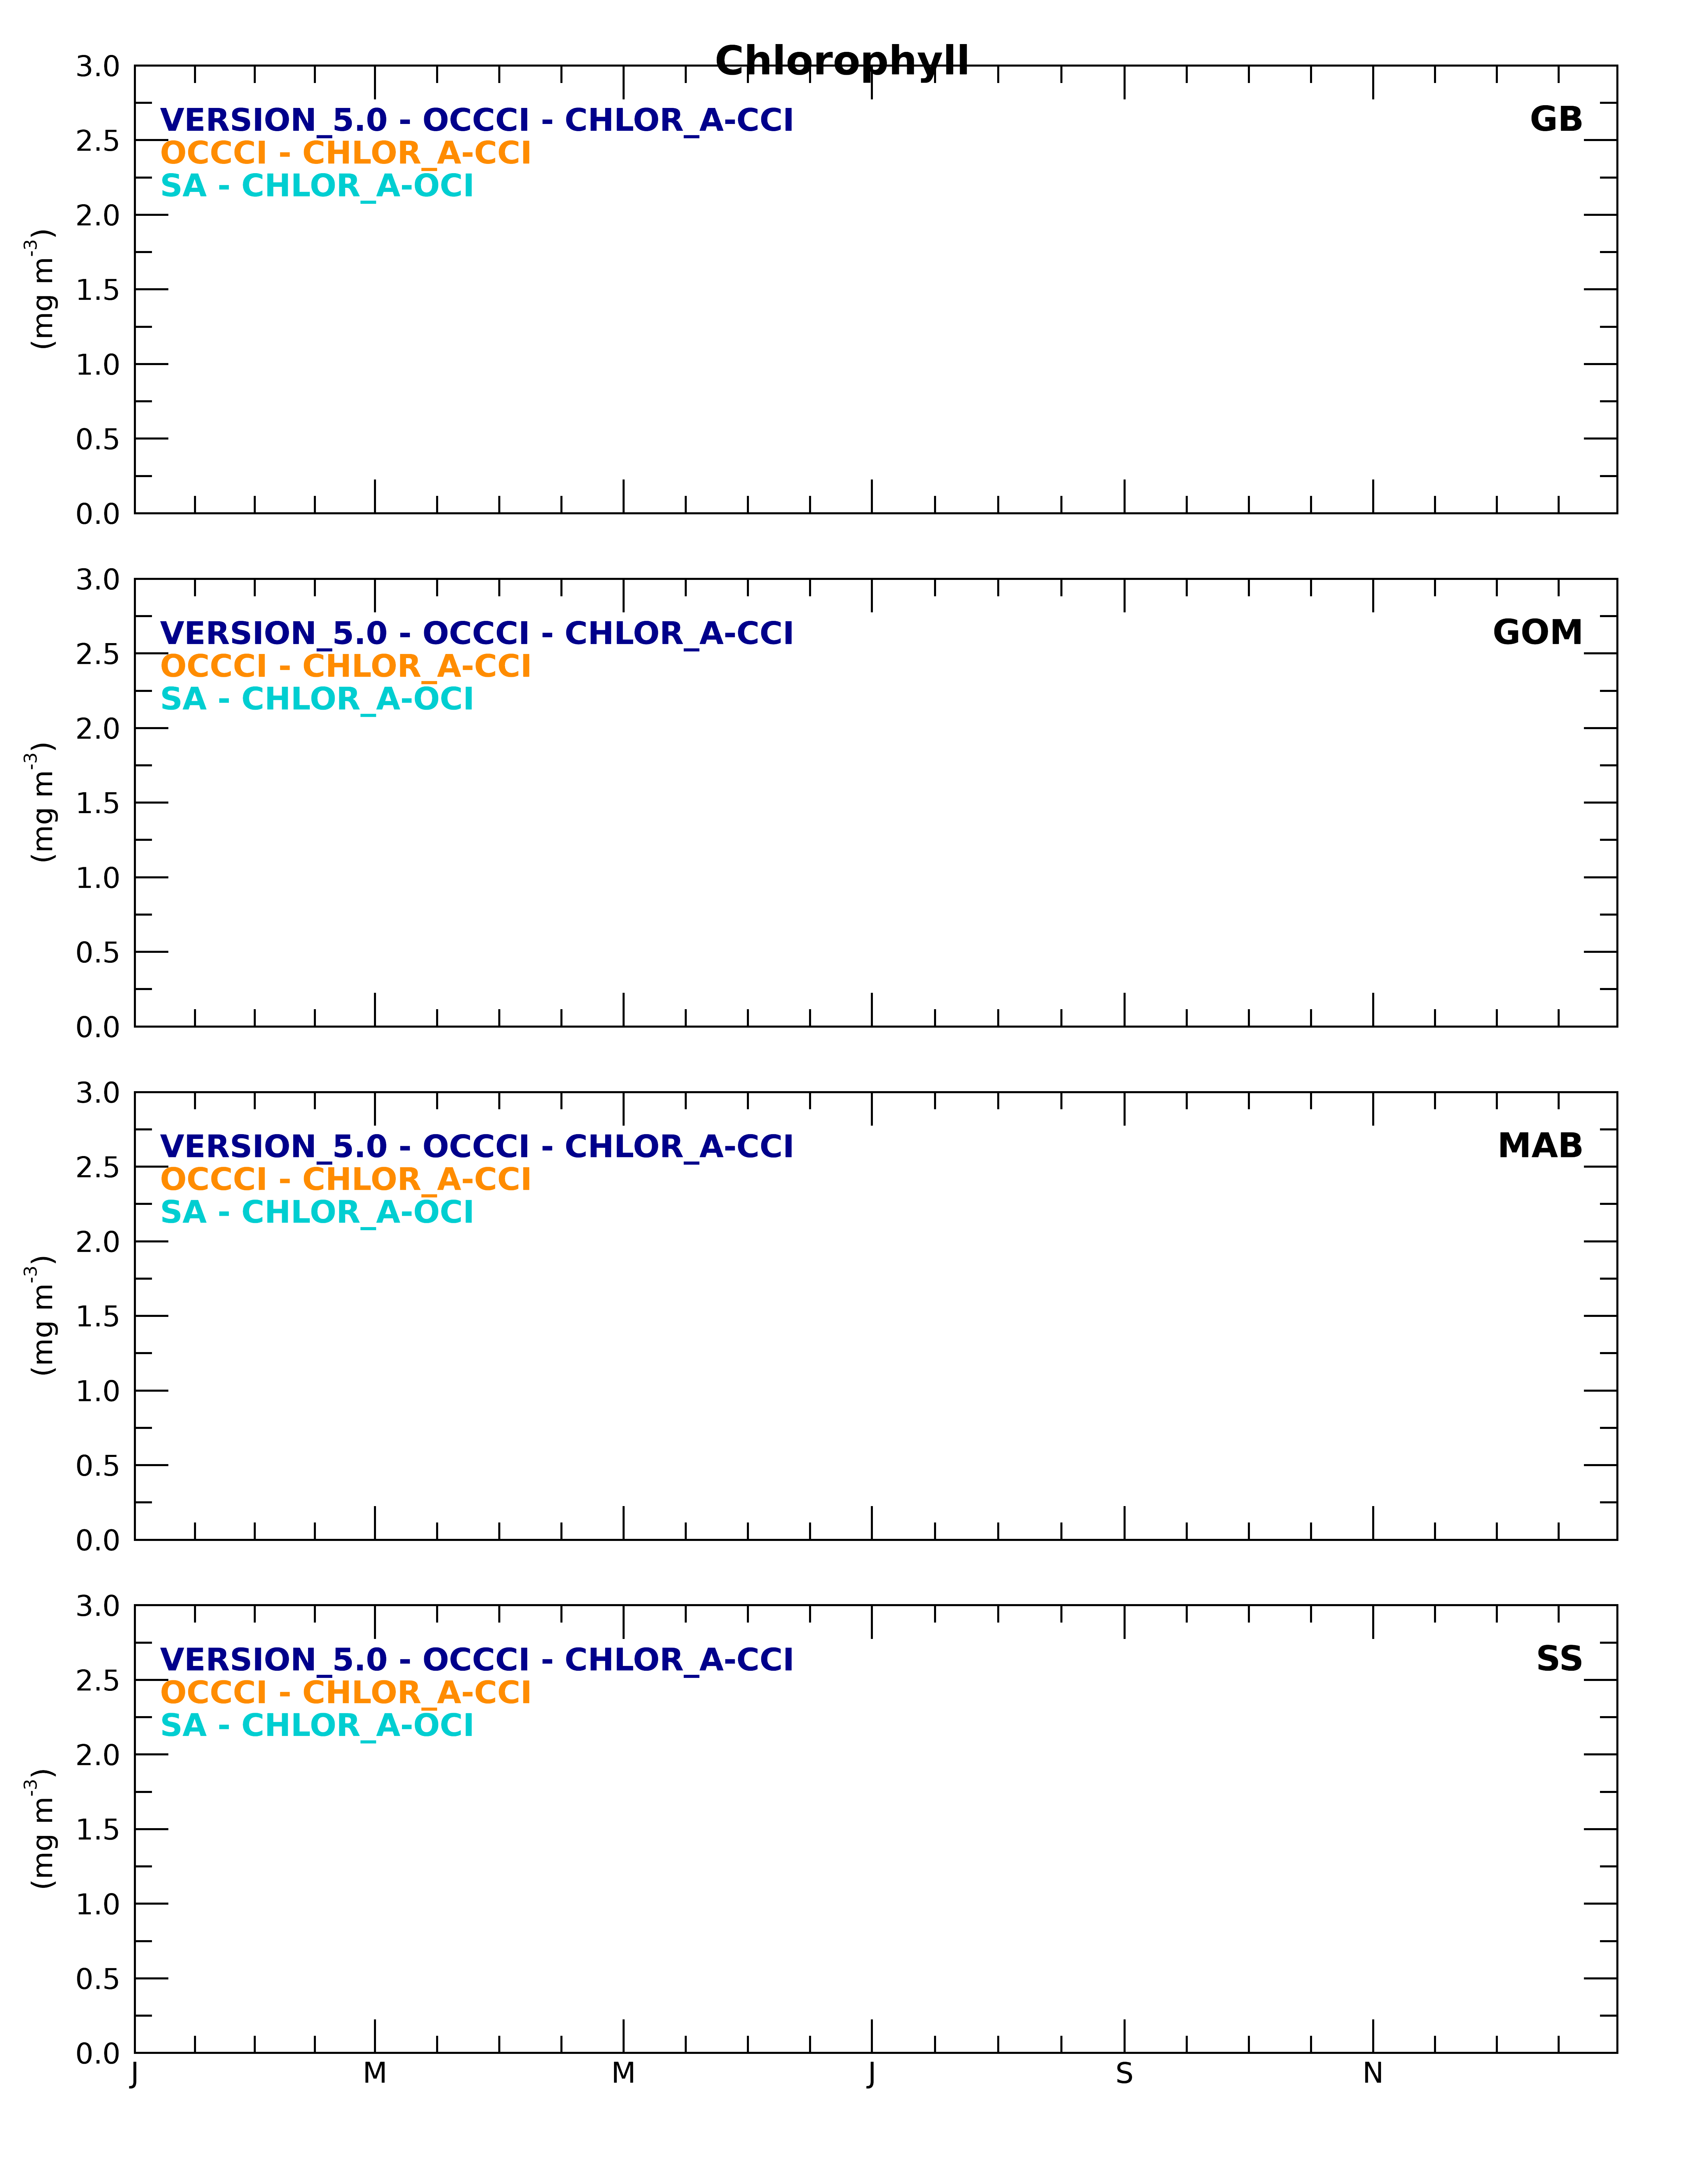 Chlorophyll
3.0
VERSION_5.0 - OCCCI - CHLOR_A-CCI
GB
2.5
OCCCI - CHLOR_A-CCI
SA - CHLOR_A-OCI
2.0
(mg m-3)
1.5
1.0
0.5
0.0
3.0
VERSION_5.0 - OCCCI - CHLOR_A-CCI
GOM
2.5
OCCCI - CHLOR_A-CCI
SA - CHLOR_A-OCI
2.0
(mg m-3)
1.5
1.0
0.5
0.0
3.0
VERSION_5.0 - OCCCI - CHLOR_A-CCI
MAB
2.5
OCCCI - CHLOR_A-CCI
SA - CHLOR_A-OCI
2.0
(mg m-3)
1.5
1.0
0.5
0.0
3.0
VERSION_5.0 - OCCCI - CHLOR_A-CCI
SS
2.5
OCCCI - CHLOR_A-CCI
SA - CHLOR_A-OCI
2.0
(mg m-3)
1.5
1.0
0.5
0.0
J M M J S N